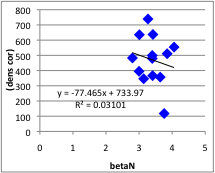 800
700
600
500
400
300
200
100
0
(dens cor)
y = -77.465x + 733.97
R² = 0.03101
0 1 2 3 4 5
betaN